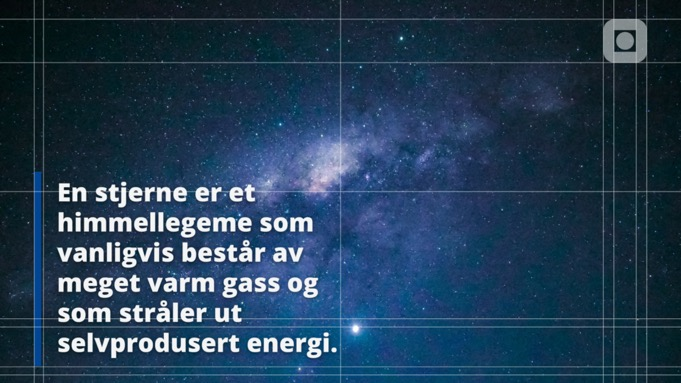 En stjerne er et
himmellegeme som
vanligvis består av
meget varm gass og
som stråler ut
selvprodusert energi.